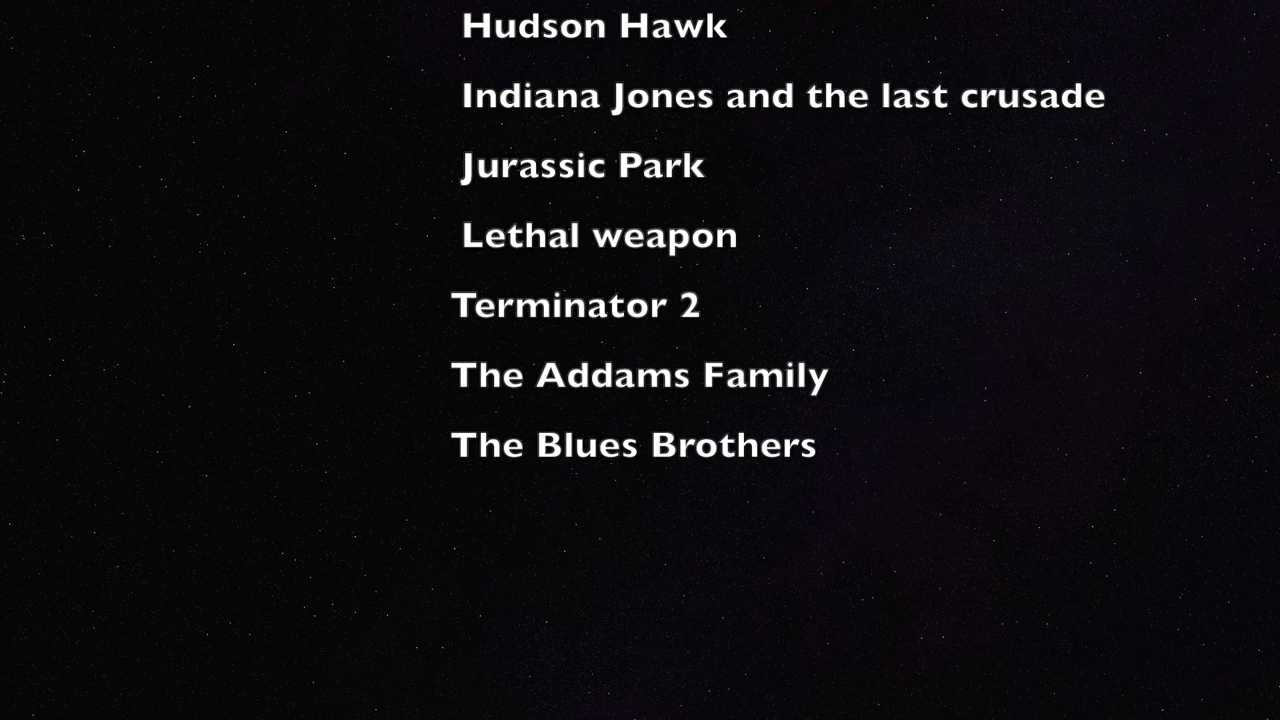 Hudson Hawk
Indiana Jones and the last crusade
Jurassic Park
Lethal weapon
Terminator 2
The Addams Family
The Blues Brothers